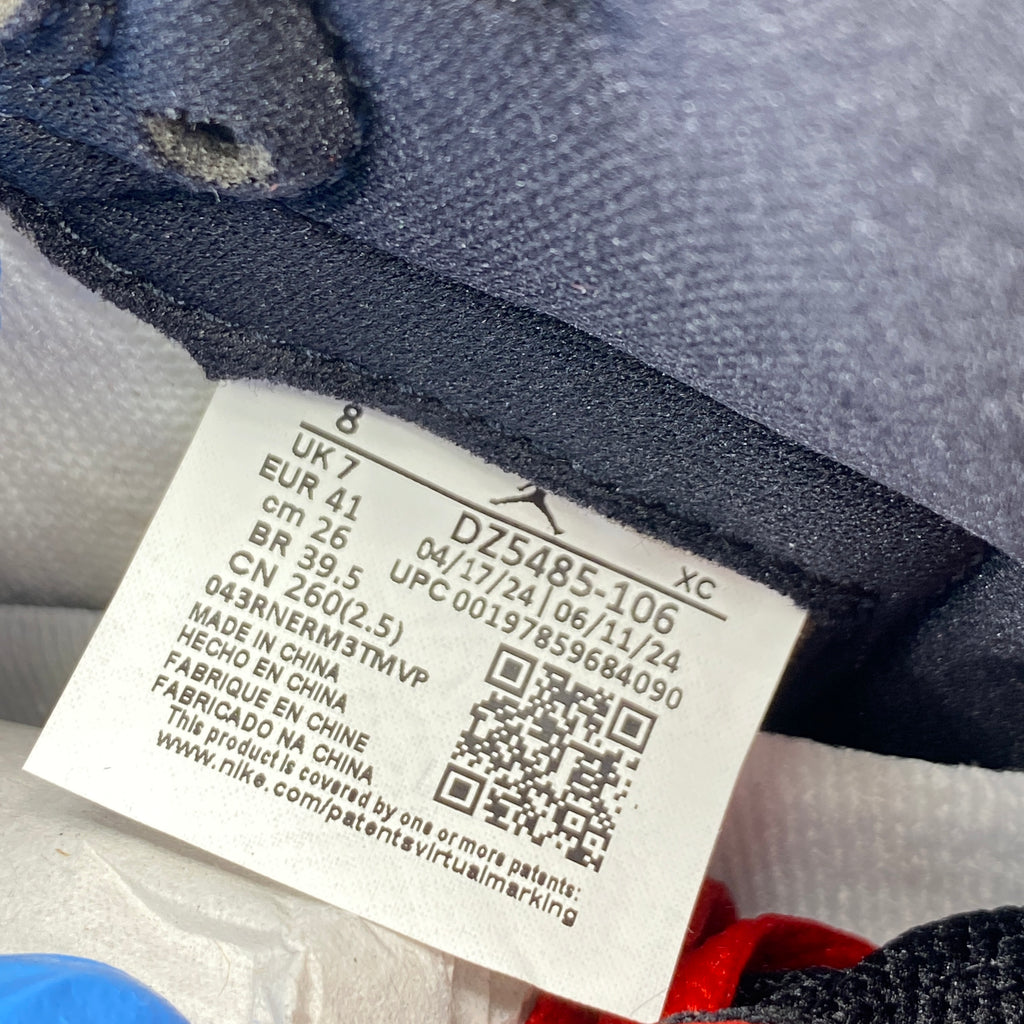 8
UK 7
EUR 41
cm 26
BR 39.5
CN 260(2.5)
043RNERM3TMVP
XC
DZ5485-106
04/17/24 | 06/11/24
UPC 00197859684090
MADE IN CHINA
HECHO EN CHINA
FABRIQUE EN CHINE
FABRICADO NA CHINA
This product is covered by one or more patents:
www.nike.com/patentsvirtualmarking